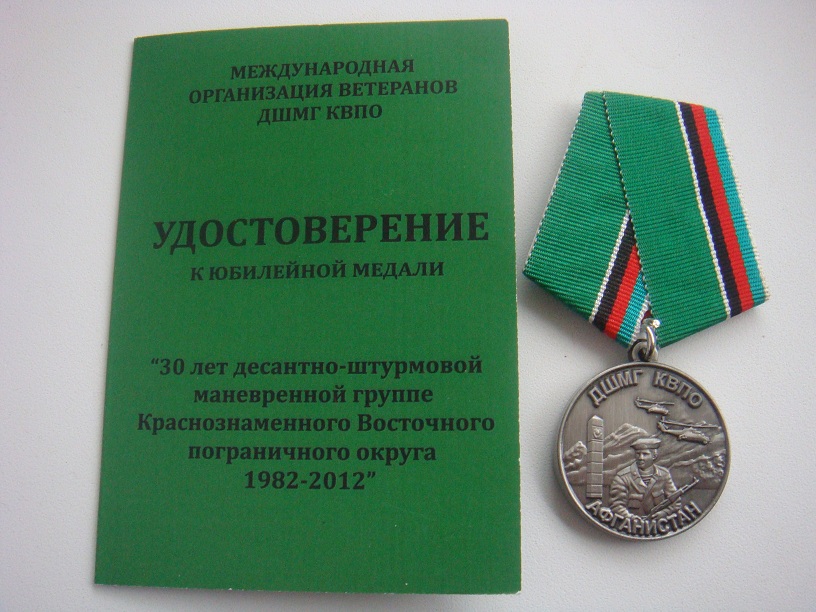 МЕЖДУНАРОДНАЯ
ОРГАНИЗАЦИЯ ВЕТЕРАНОВ
ДШМГ КВПО
УДОСТОВЕРЕНИЕ
К ЮБИЛЕЙНОЙ МЕДАЛИ
“30 лет десантно-штурмовой
маневренной группе
Краснознаменного Восточного
пограничного округа
1982-2012”
ДШМГ КВПО
АФГАНИСТАН